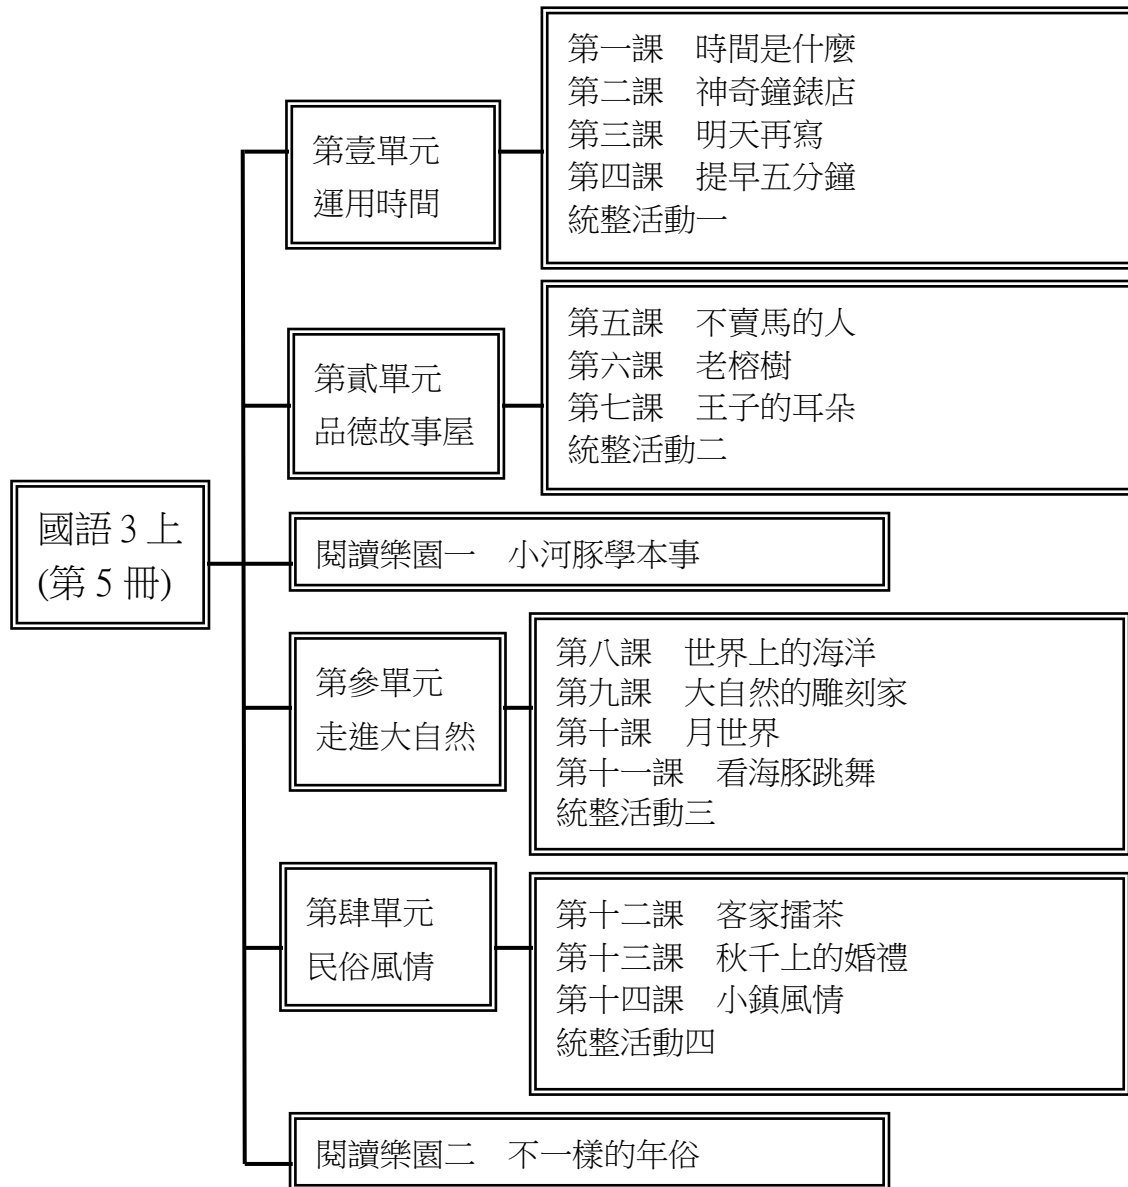 國語 3 上
(第 5 冊)
第壹單元
運用時間
第一課　時間是什麼
第二課　神奇鐘錶店
第三課　明天再寫
第四課　提早五分鐘
統整活動一
第貳單元
品德故事屋
第五課　不賣馬的人
第六課　老榕樹
第七課　王子的耳朵
統整活動二
閱讀樂園一　小河豚學本事
第參單元
走進大自然
第八課　世界上的海洋
第九課　大自然的雕刻家
第十課　月世界
第十一課　看海豚跳舞
統整活動三
第肆單元
民俗風情
第十二課　客家擂茶
第十三課　秋千上的婚禮
第十四課　小鎮風情
統整活動四
閱讀樂園二　不一樣的年俗